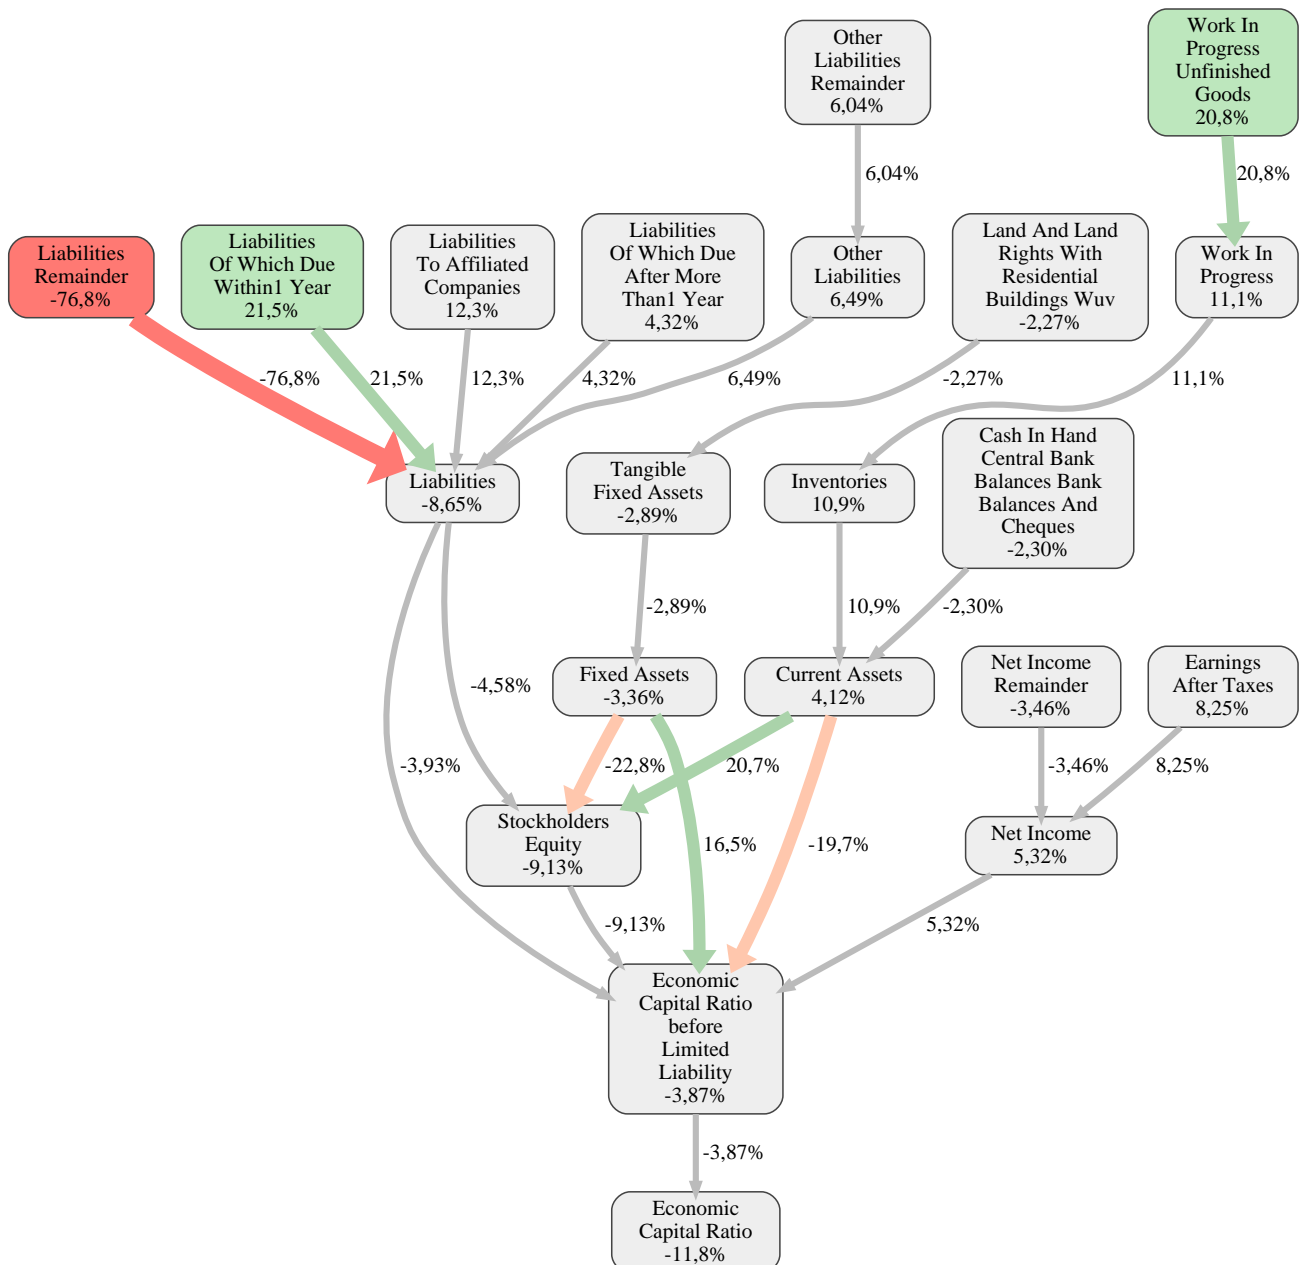 Other
Liabilities
Remainder
6,04%
Work In
Progress
Unfinished
Goods
20,8%
6,04%
20,8%
Liabilities
Remainder
-76,8%
Liabilities
Of Which Due
Within1 Year
21,5%
Liabilities
To Affiliated
Companies
12,3%
Liabilities
Of Which Due
After More
Than1 Year
4,32%
Other
Liabilities
6,49%
Land And Land
Rights With
Residential
Buildings Wuv
-2,27%
Work In
Progress
11,1%
-76,8%
21,5%
12,3%
4,32%
6,49%
-2,27%
11,1%
Liabilities
-8,65%
Tangible
Fixed Assets
-2,89%
Inventories
10,9%
Cash In Hand
Central Bank
Balances Bank
Balances And
Cheques
-2,30%
-2,89%
10,9%
-2,30%
-4,58%
Fixed Assets
-3,36%
Current Assets
4,12%
Net Income
Remainder
-3,46%
Earnings
After Taxes
8,25%
-3,93%
-22,8%
20,7%
-3,46%
8,25%
Stockholders
Equity
-9,13%
16,5%
-19,7%
Net Income
5,32%
-9,13%
5,32%
Economic
Capital Ratio
before
Limited
Liability
-3,87%
-3,87%
Economic
Capital Ratio
-11,8%